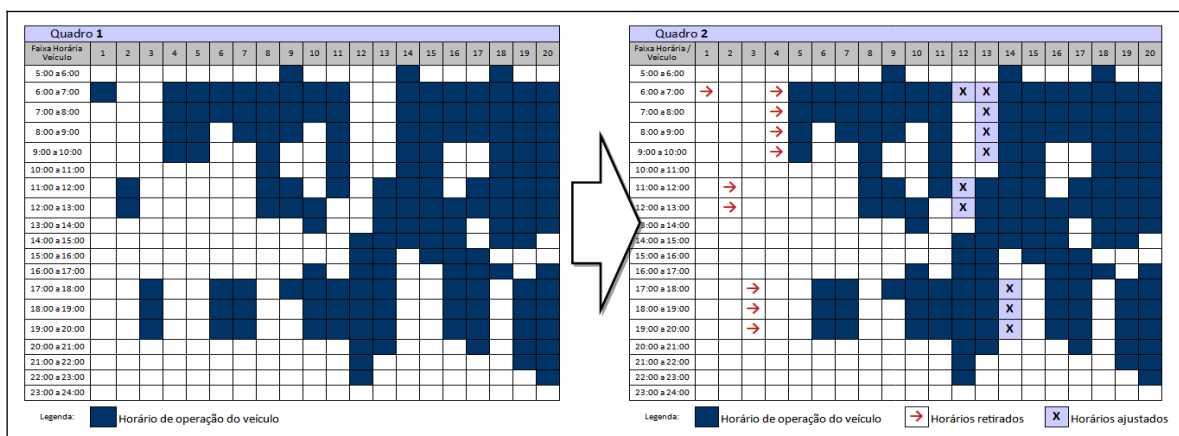 Quadro 1
Faixa Horária
Veículo 1 2 3 4 5 6 7 8 9 10 11 12 13 14 15 16 17 18 19 20
5:00 a 6:00
6:00 a 7:00
7:00 a 8:00
8:00 a 9:00
9:00 a 10:00
10:00 a 11:00
11:00 a 12:00
12:00 a 13:00
13:00 a 14:00
14:00 a 15:00
15:00 a 16:00
16:00 a 17:00
17:00 a 18:00
18:00 a 19:00
19:00 a 20:00
20:00 a 21:00
21:00 a 22:00
22:00 a 23:00
23:00 a 24:00
Legenda: Horário de operação do veículo
Quadro 2
Faixa Horária /
Veículo 1 2 3 4 5 6 7 8 9 10 11 12 13 14 15 16 17 18 19 20
5:00 a 6:00
6:00 a 7:00 → → X X
7:00 a 8:00 → X
8:00 a 9:00 → X
9:00 a 10:00 → X
10:00 a 11:00
11:00 a 12:00 → X
12:00 a 13:00 → X
3:00 a 14:00
14:00 a 15:00
15:00 a 16:00
16:00 a 17:00
17:00 a 18:00 → X
18:00 a 19:00 → X
19:00 a 20:00 → X
20:00 a 21:00
21:00 a 22:00
22:00 a 23:00
23:00 a 24:00
Legenda: Horário de operação do veículo → Horários retirados X Horários ajustados